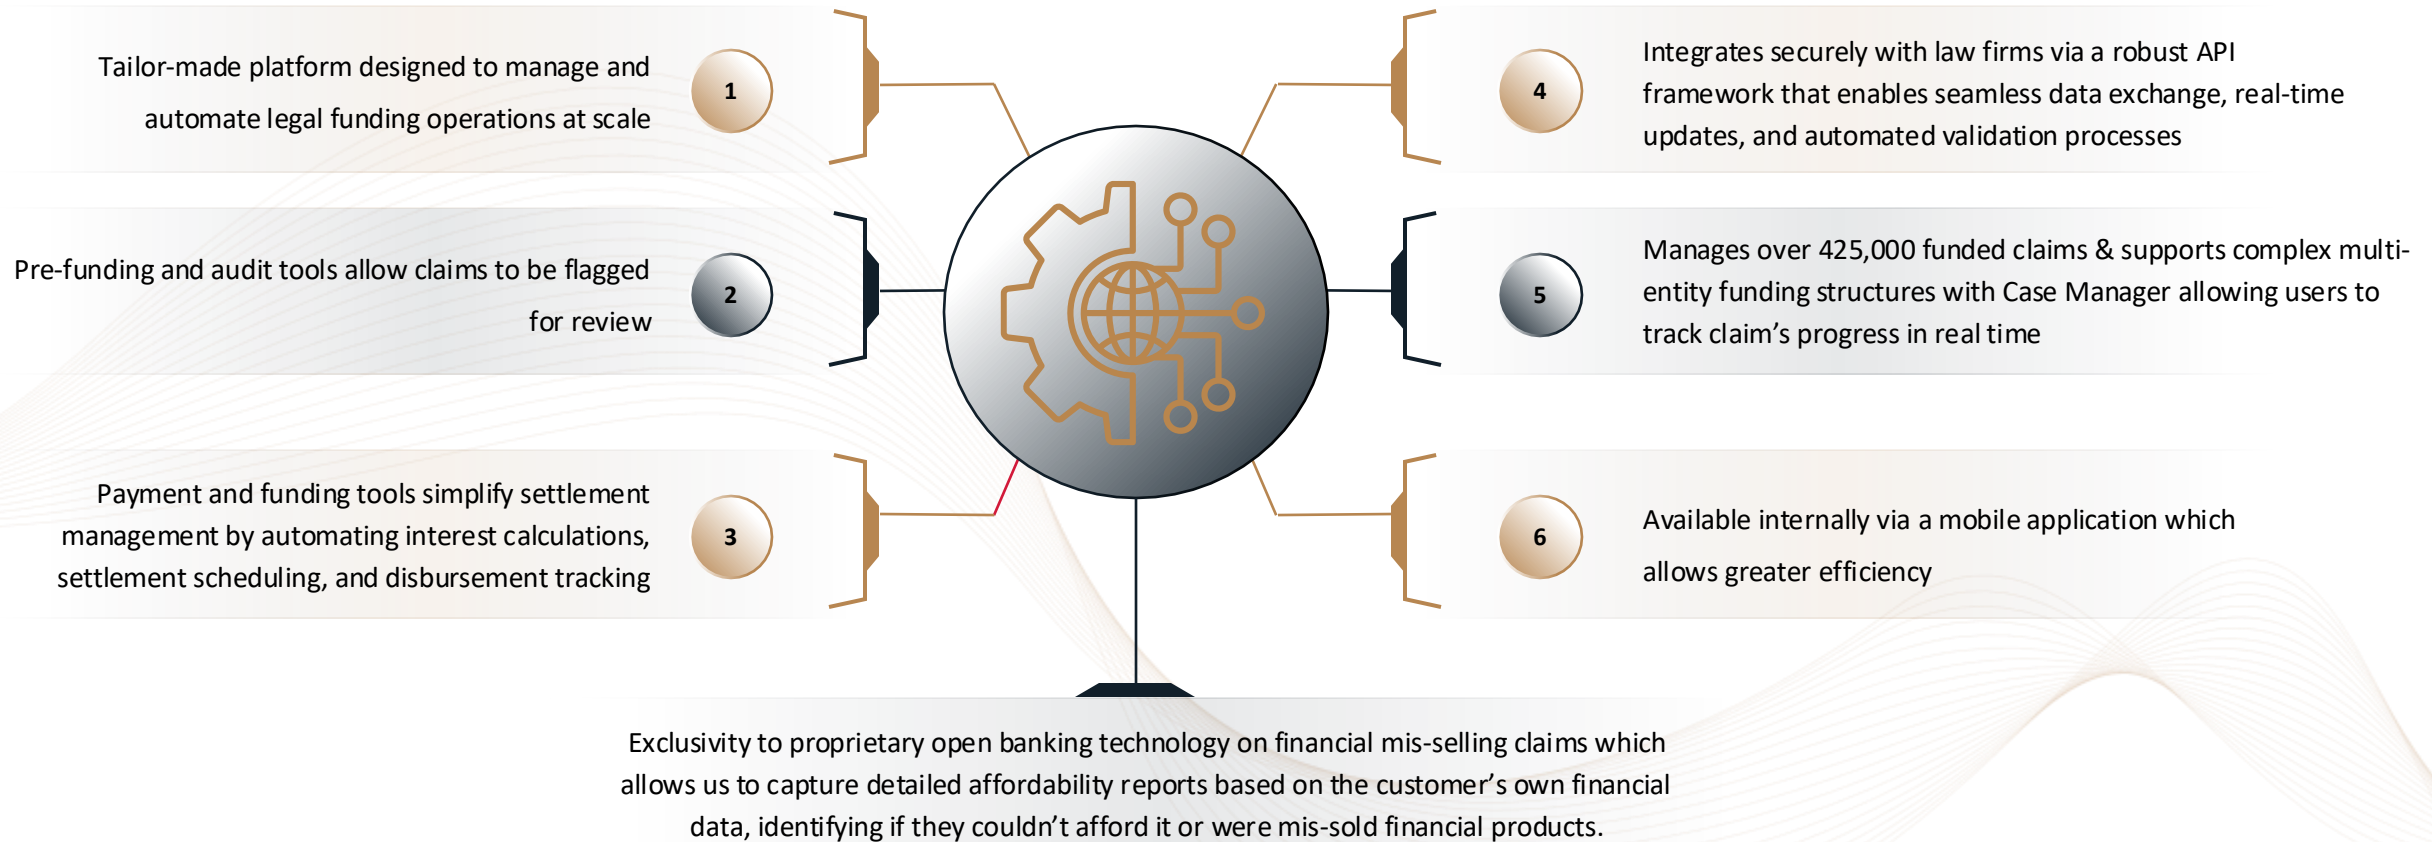 Tailor-made platform designed to manage and
automate legal funding operations at scale
1
Pre-funding and audit tools allow claims to be flagged
for review
2
Payment and funding tools simplify settlement
management by automating interest calculations,
settlement scheduling, and disbursement tracking
3
4
Integrates securely with law firms via a robust API
framework that enables seamless data exchange, real-time
updates, and automated validation processes
5
Manages over 425,000 funded claims & supports complex multi-
entity funding structures with Case Manager allowing users to
track claim’s progress in real time
6
Available internally via a mobile application which
allows greater efficiency
Exclusivity to proprietary open banking technology on financial mis-selling claims which
allows us to capture detailed affordability reports based on the customer’s own financial
data, identifying if they couldn’t afford it or were mis-sold financial products.